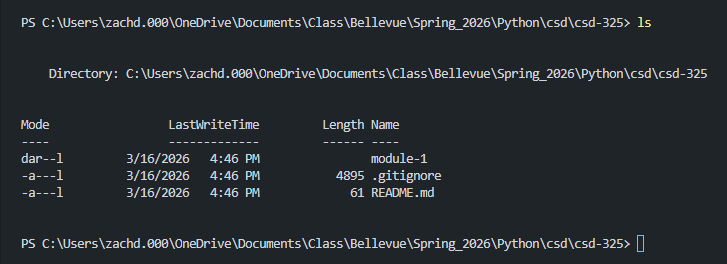 PS C:\Users\zachd.000\OneDrive\Documents\Class\Bellevue\Spring_2026\Python\csd\csd-325> ls
Directory: C:\Users\zachd.000\OneDrive\Documents\Class\Bellevue\Spring_2026\Python\csd\csd-325
Mode                 LastWriteTime         Length Name
----                 -------------         ------ ----
dar--l         3/16/2026   4:46 PM                module-1
-a---l         3/16/2026   4:46 PM           4895 .gitignore
-a---l         3/16/2026   4:46 PM             61 README.md
PS C:\Users\zachd.000\OneDrive\Documents\Class\Bellevue\Spring_2026\Python\csd\csd-325>